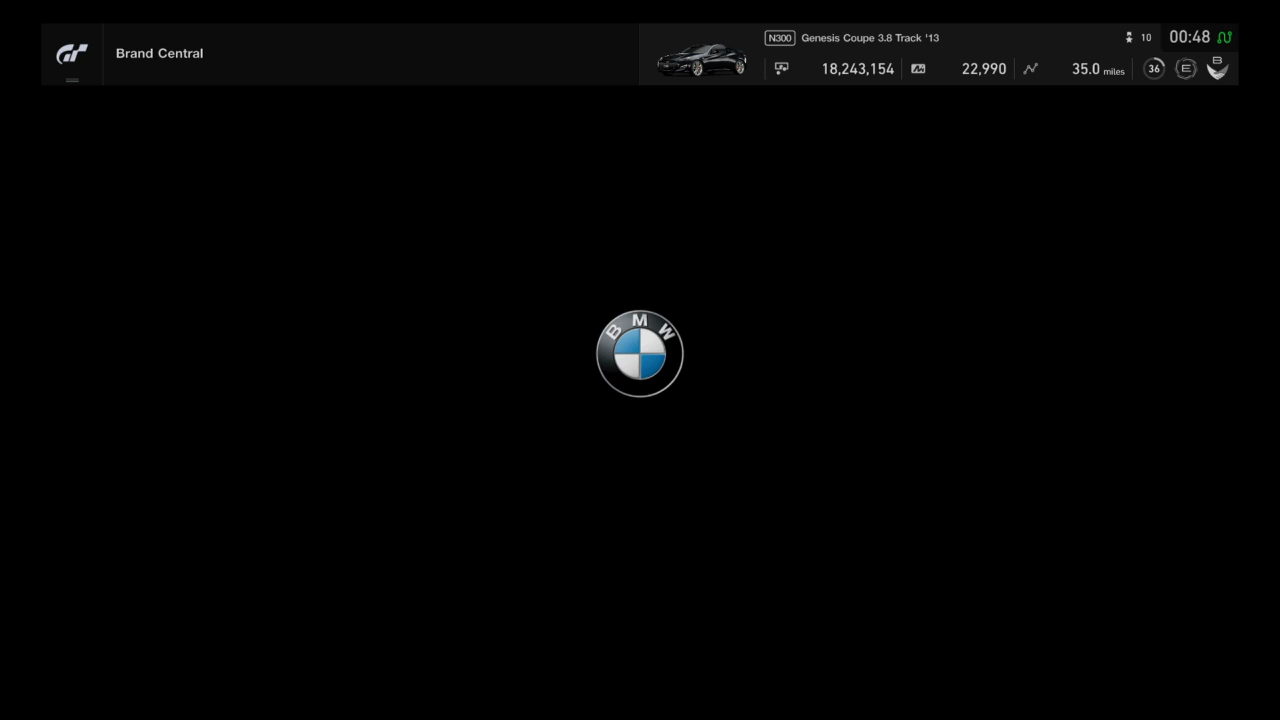 GT
Brand Central
N300 Genesis Coupe 3.8 Track '13
10
00:48
18,243,154
22,990
35.0 miles
36
E
B
BMW